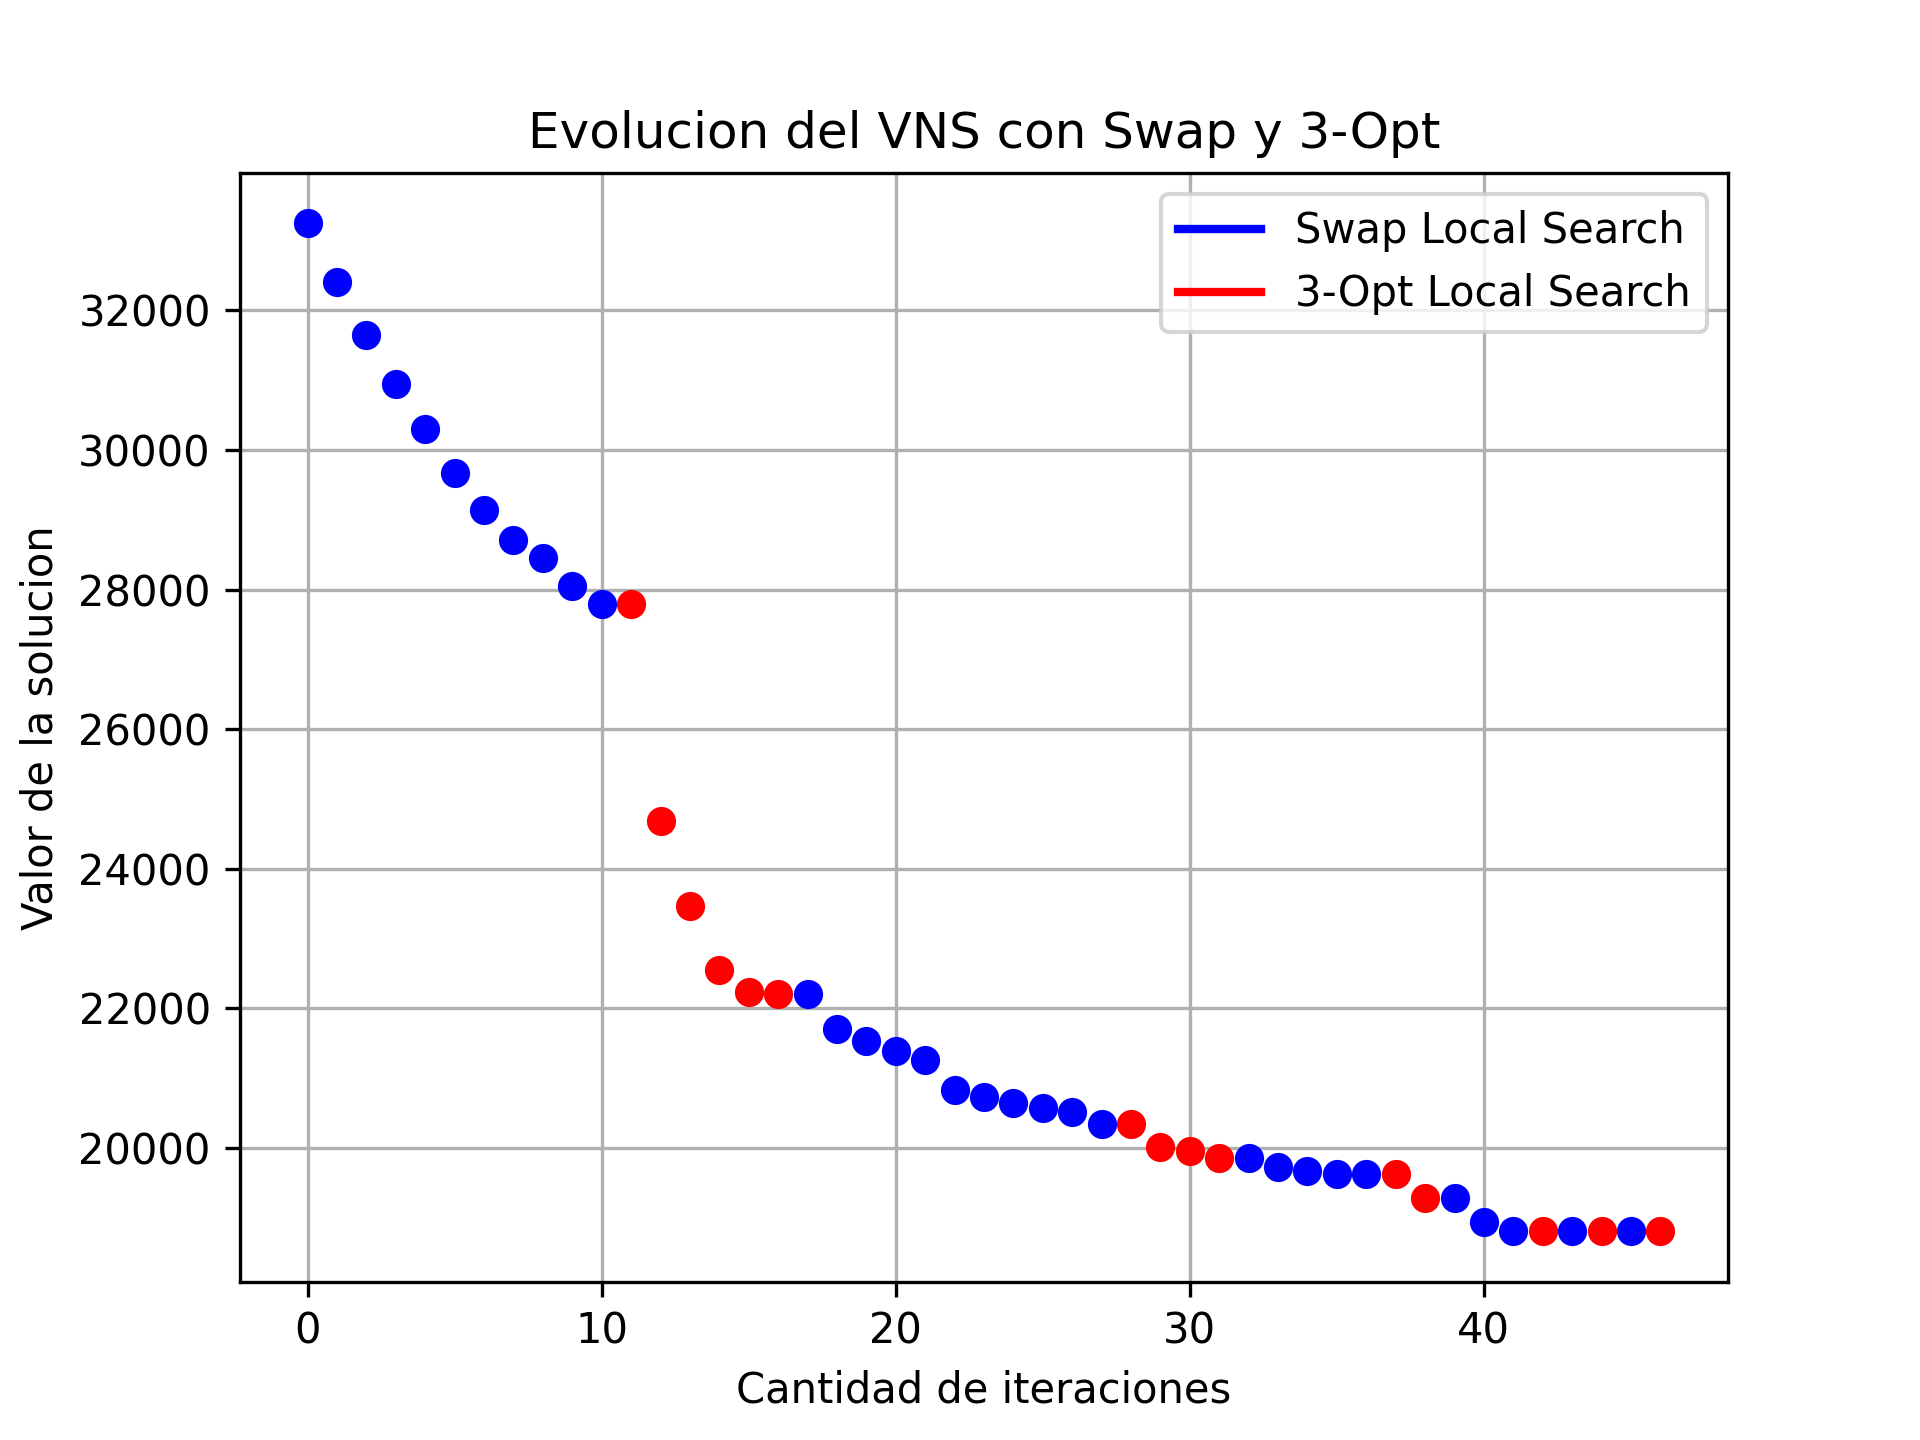 Evolucion del VNS con Swap y 3-Opt
Swap Local Search
3-Opt Local Search
Valor de la solucion
32000
30000
28000
26000
24000
22000
20000
0 10 20 30 40
Cantidad de iteraciones